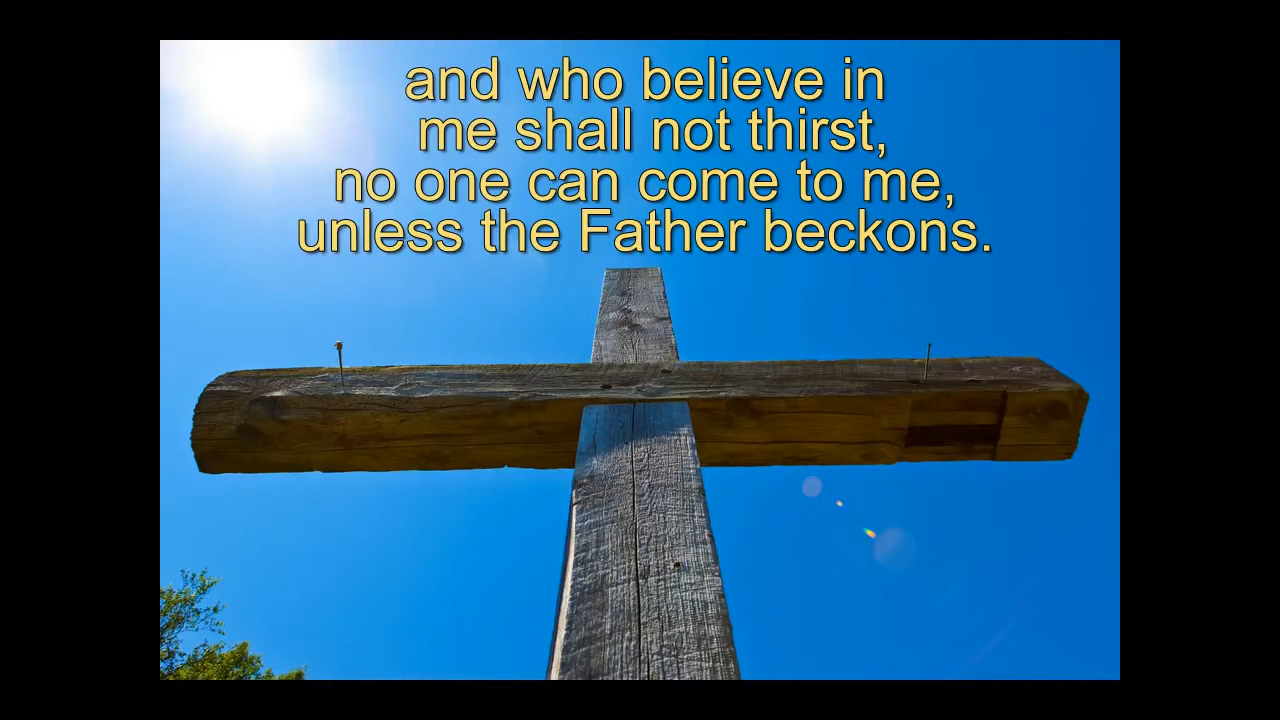 and who believe in
me shall not thirst,
no one can come to me,
unless the Father beckons.